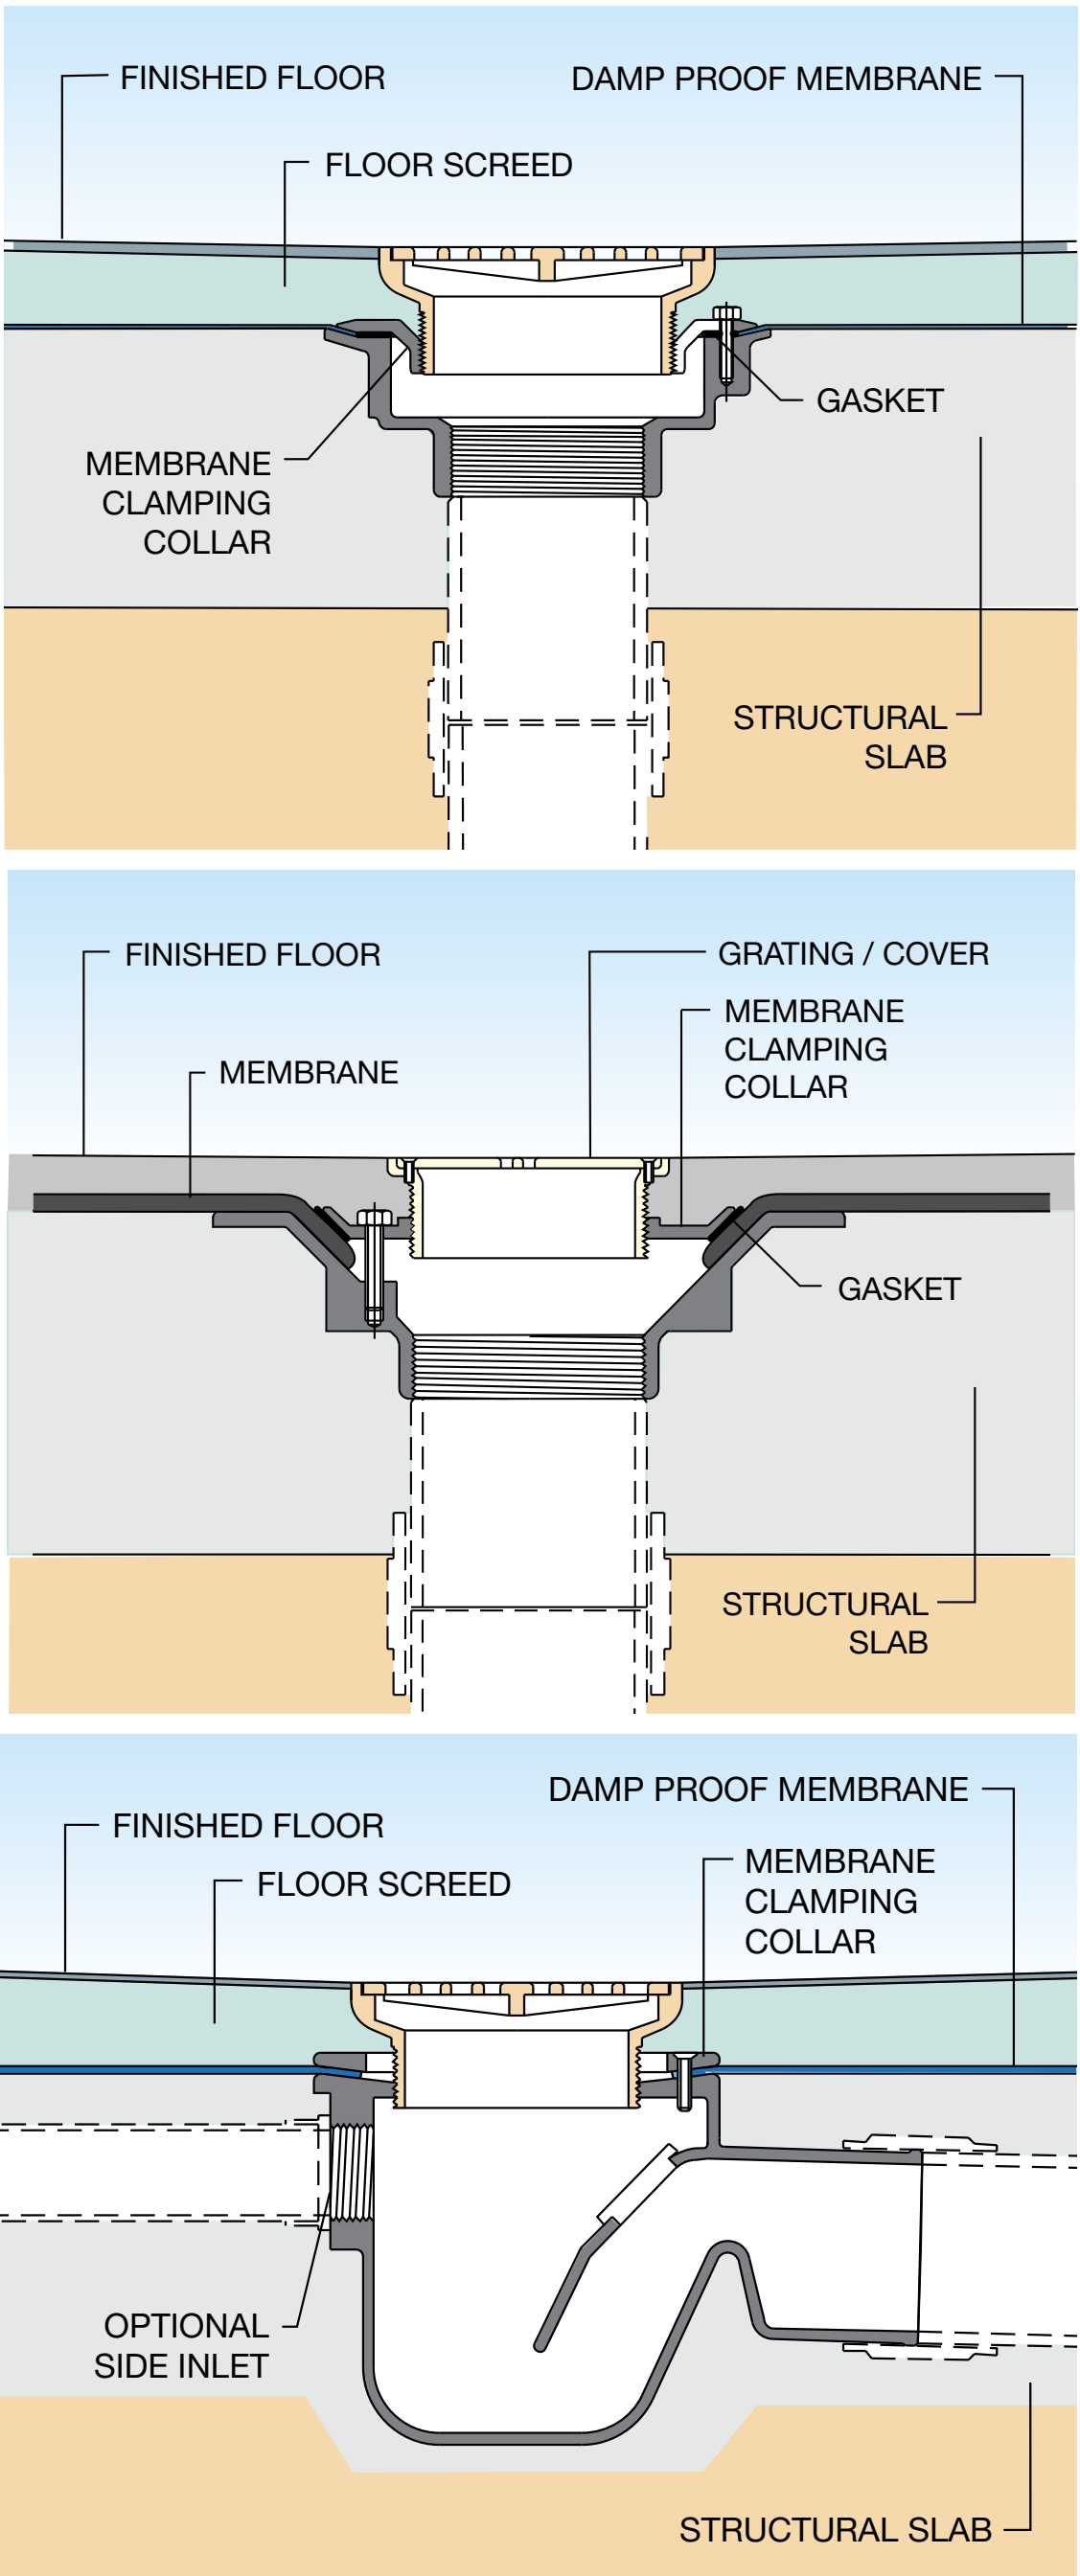 FINISHED FLOOR
DAMP PROOF MEMBRANE
FLOOR SCREED
GASKET
MEMBRANE
CLAMPING
COLLAR
STRUCTURAL
SLAB
FINISHED FLOOR
GRATING / COVER
MEMBRANE
CLAMPING
COLLAR
MEMBRANE
GASKET
STRUCTURAL
SLAB
DAMP PROOF MEMBRANE
FINISHED FLOOR
MEMBRANE
CLAMPING
COLLAR
FLOOR SCREED
OPTIONAL
SIDE INLET
STRUCTURAL SLAB